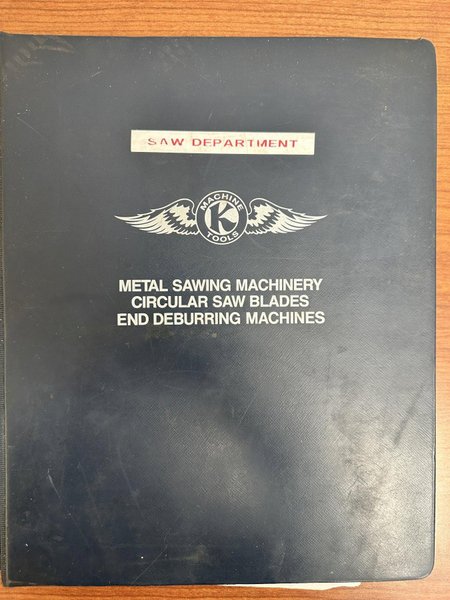 SAW DEPARTMENT
MACHINE
K
TOOLS
METAL SAWING MACHINERY
CIRCULAR SAW BLADES
END DEBURRING MACHINES